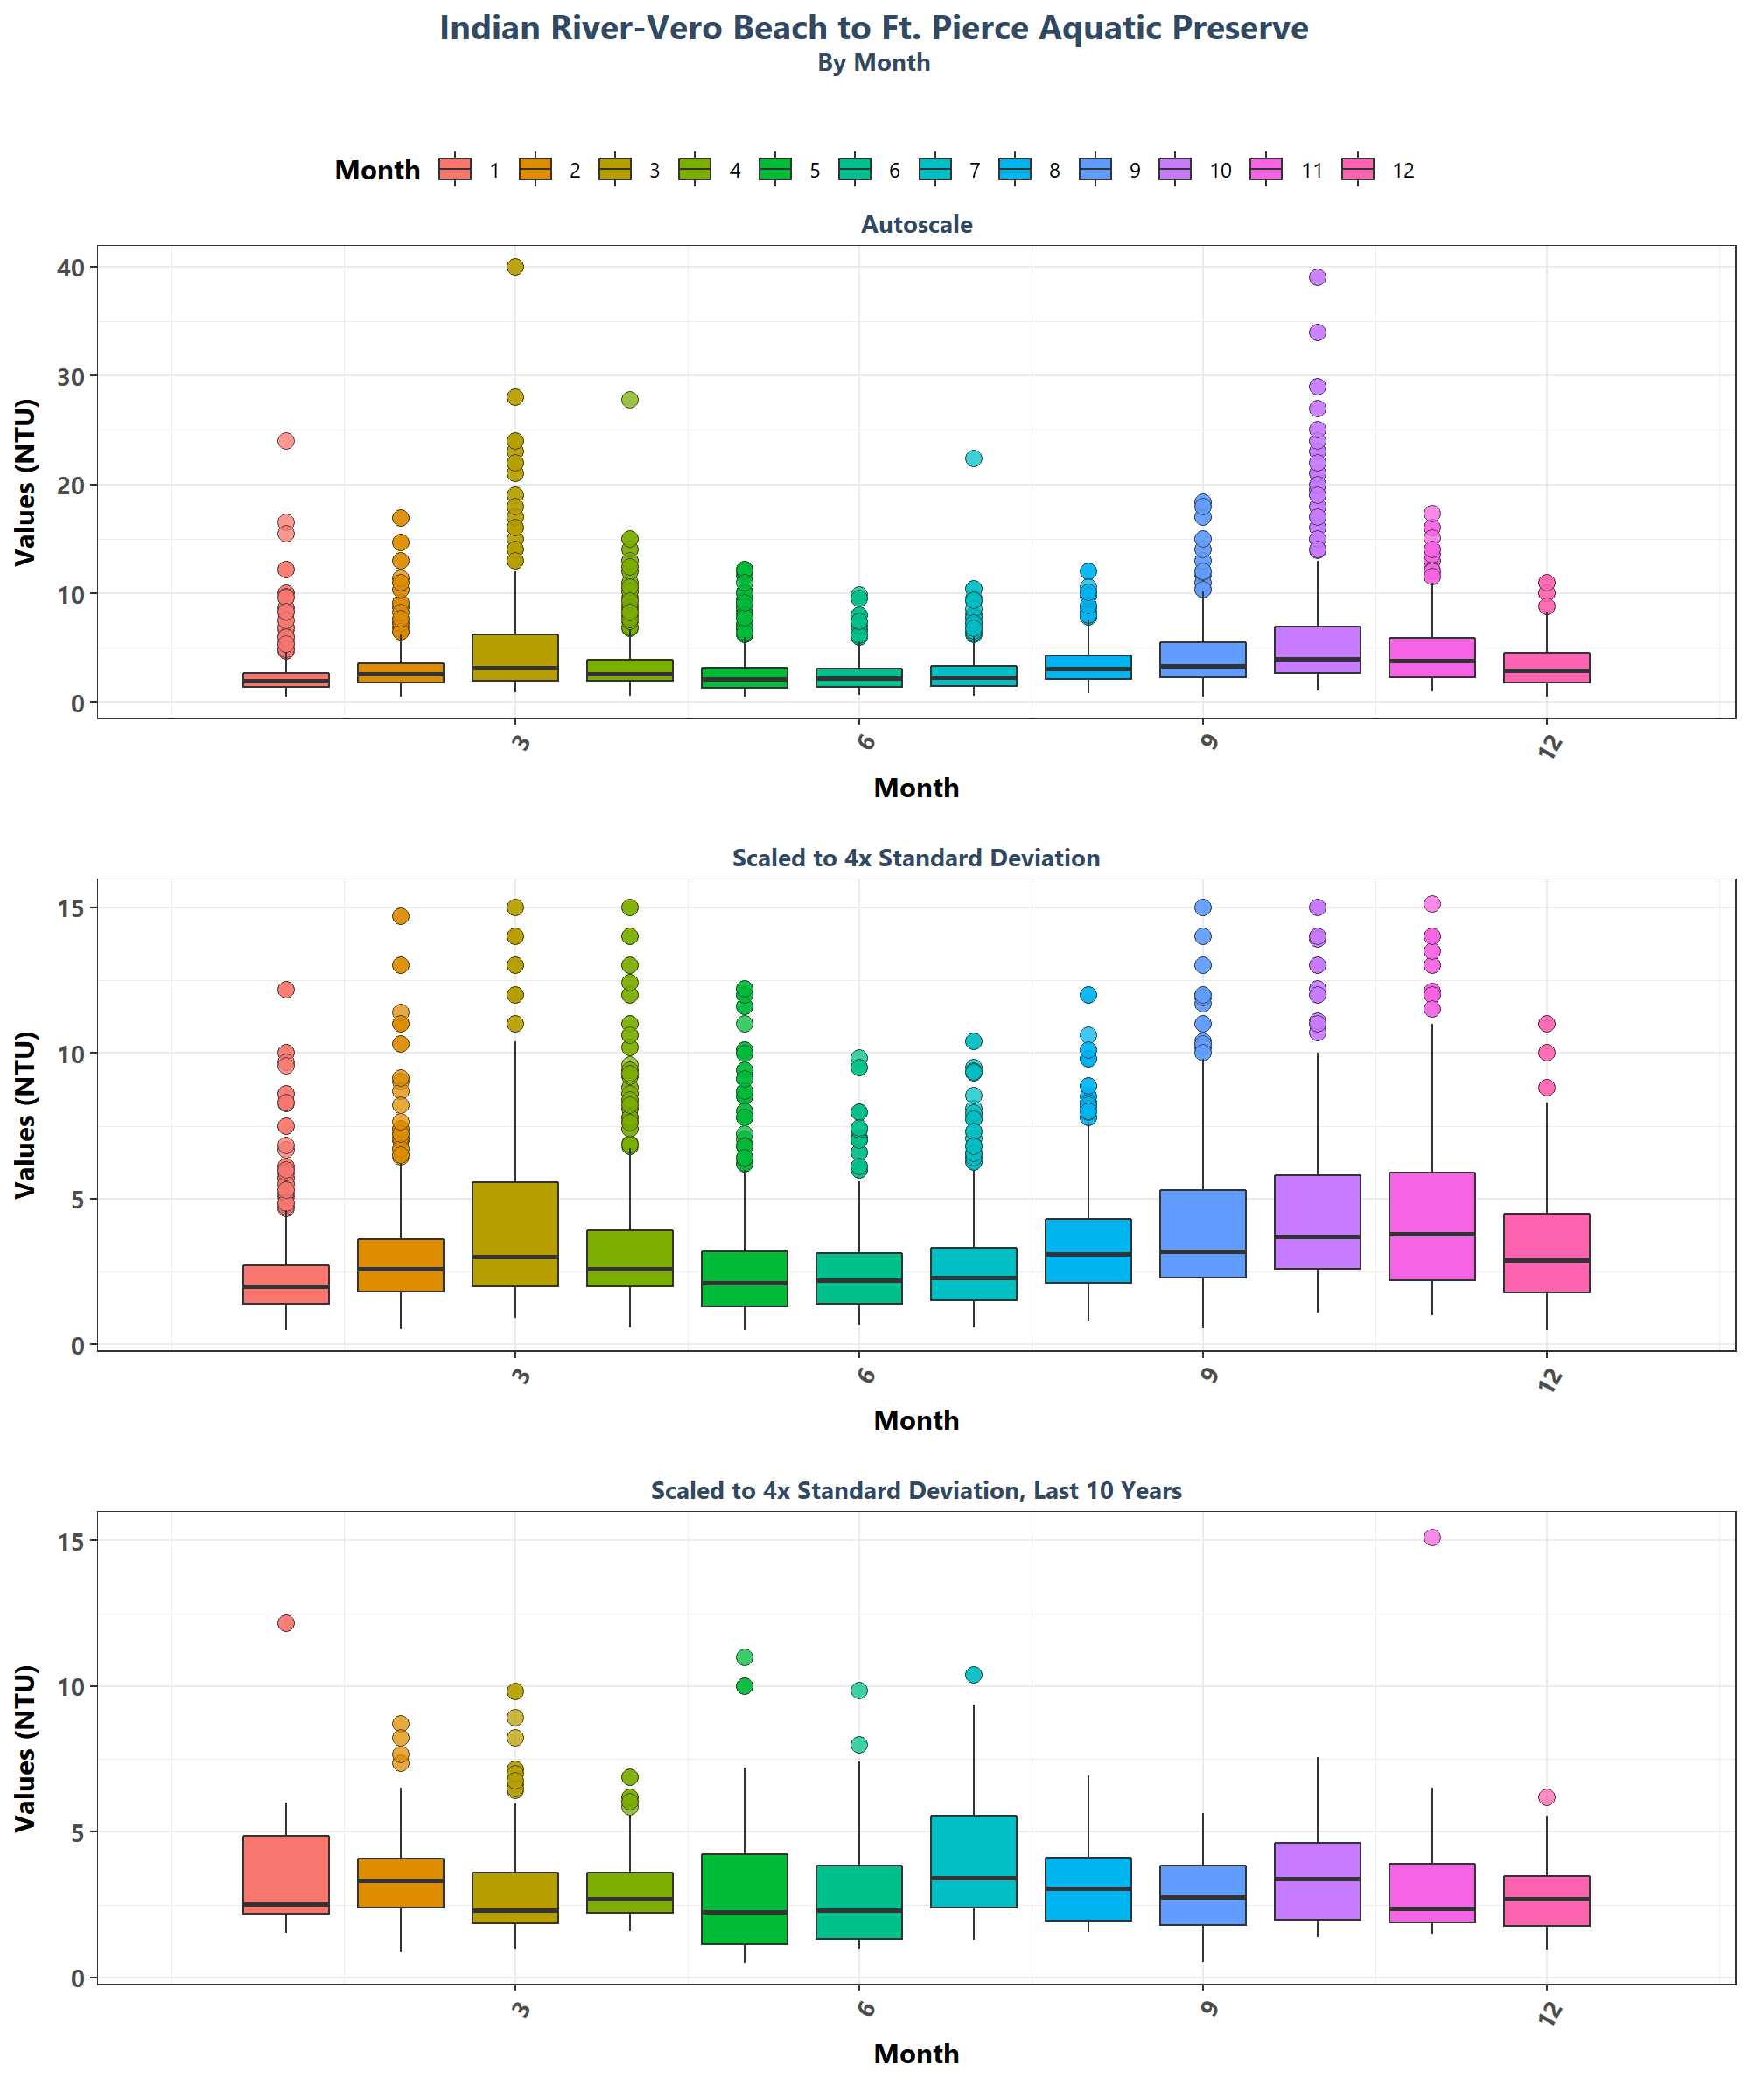 Indian River-Vero Beach to Ft. Pierce Aquatic Preserve
By Month
Month 1 2 3 4 5 6 7 8 9 10 11 12
Autoscale
Values (NTU)
40
30
20
10
0
3 6 9 12
Month
Scaled to 4x Standard Deviation
Values (NTU)
15
10
5
0
3 6 9 12
Month
Scaled to 4x Standard Deviation, Last 10 Years
Values (NTU)
15
10
5
0
3 6 9 12
Month